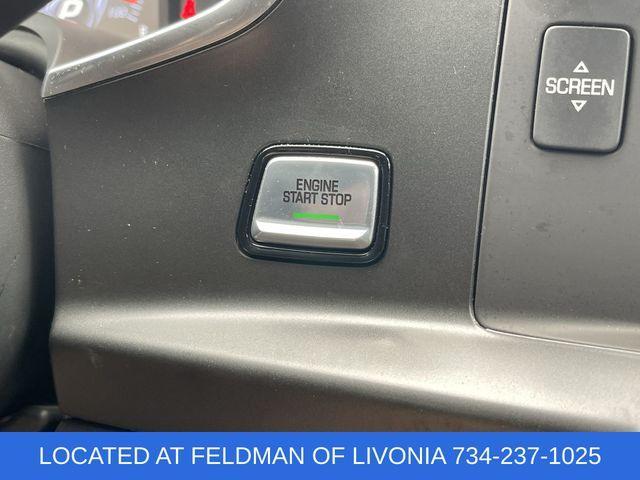 P
SCREEN
ENGINE
START STOP
LOCATED AT FELDMAN OF LIVONIA 734-237-1025